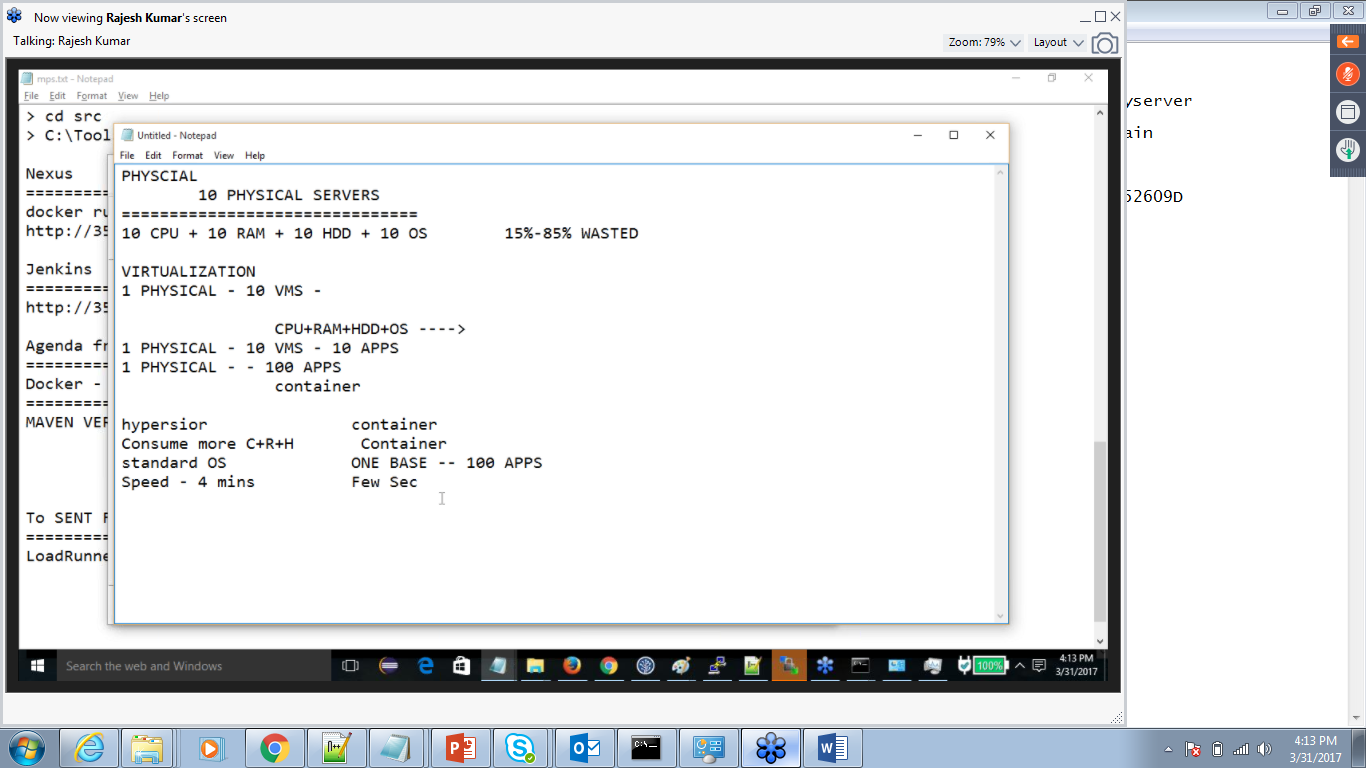 Now viewing Rajesh Kumar's screen
Talking: Rajesh Kumar
Zoom: 79%
Layout
mps.txt - Notepad
File Edit Format View Help
> cd src
> C:\Tool
Nexus
=========
docker ru
http://35
Jenkins
=========
http://35
Agenda fr
=========
Docker -
=========
MAVEN VER
To SENT F
=========
LoadRunne
Untitled - Notepad
File Edit Format View Help
PHYSCIAL
10 PHYSICAL SERVERS
===============================
10 CPU + 10 RAM + 10 HDD + 10 OS 15%-85% WASTED
VIRTUALIZATION
1 PHYSICAL - 10 VMS -
CPU+RAM+HDD+OS ---->
1 PHYSICAL - 10 VMS - 10 APPS
1 PHYSICAL - - 100 APPS
container
hypersior container
Consume more C+R+H Container
standard OS ONE BASE -- 100 APPS
Speed - 4 mins Few Sec
yserver
ain
52609D
Search the web and Windows
100%
4:13 PM
3/31/2017
4:13 PM
3/31/2017